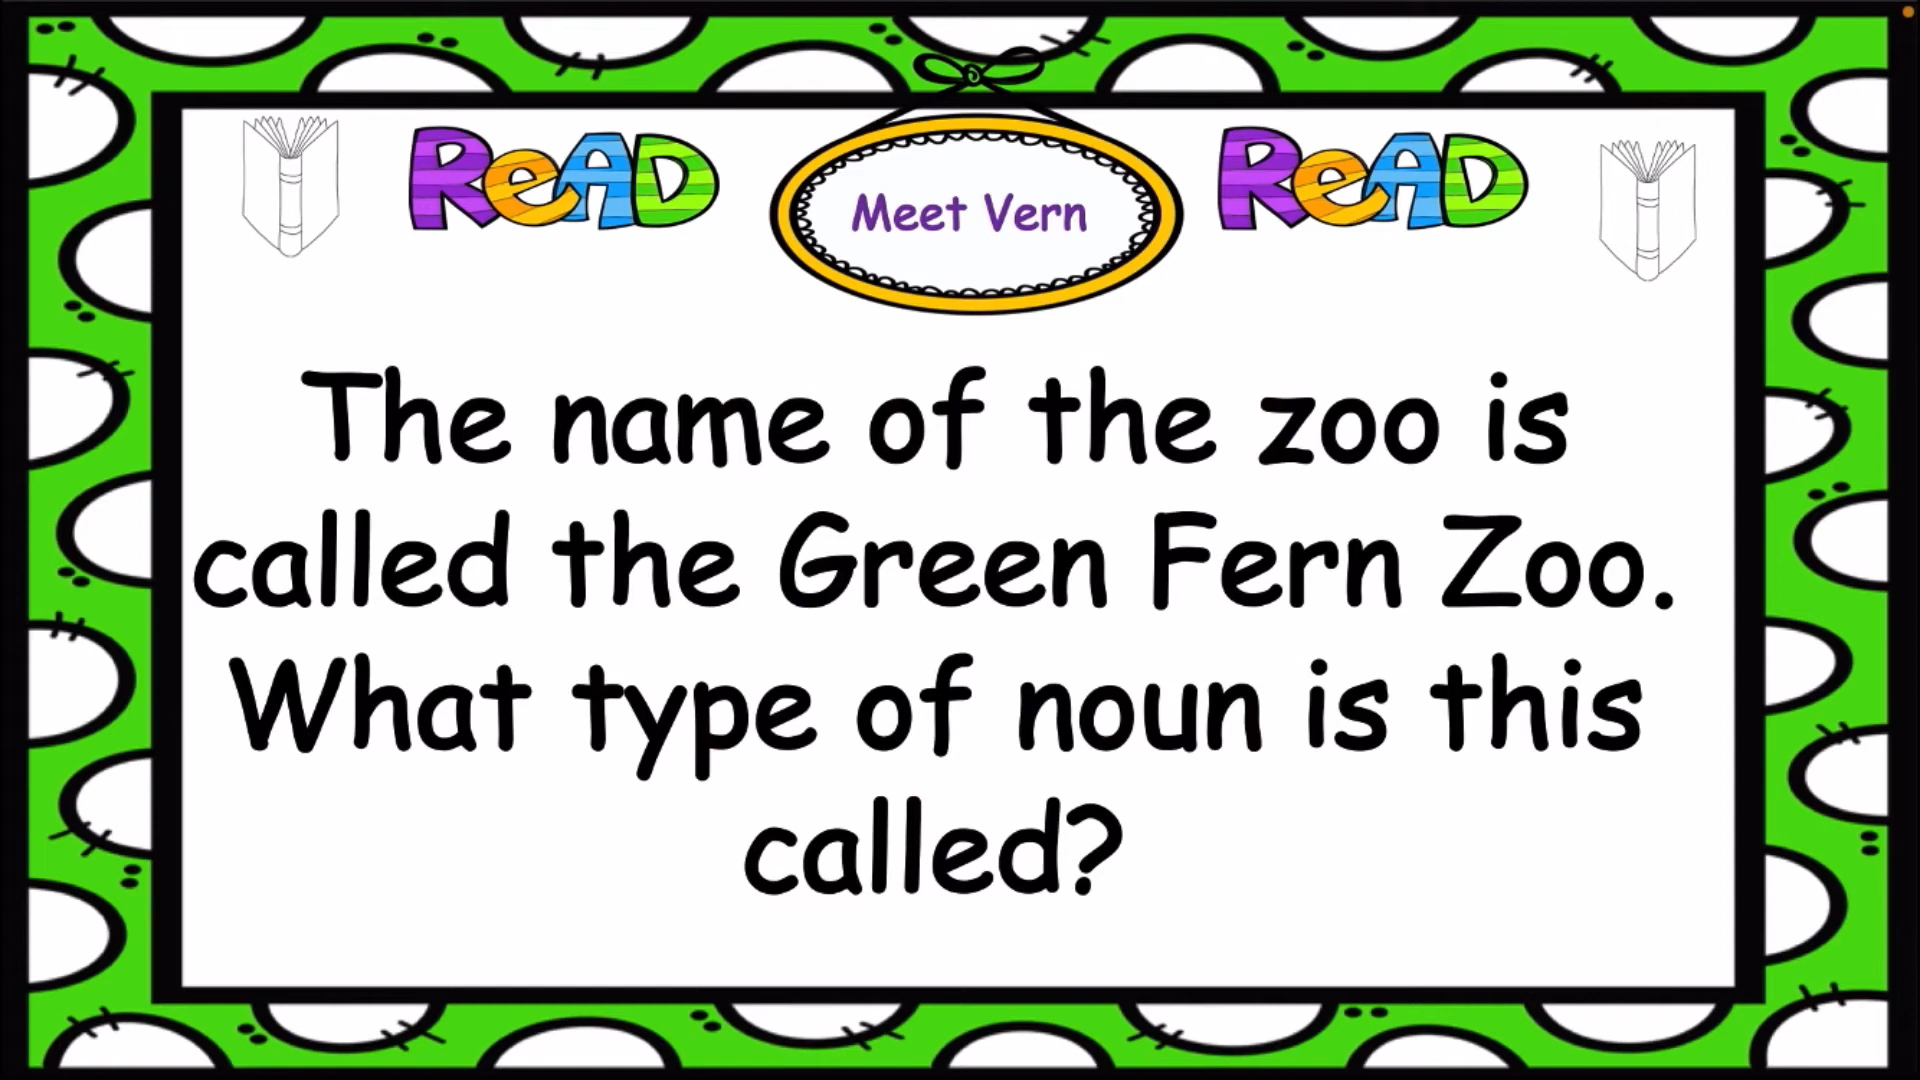 ReAD Meet Vern ReAD
The name of the zoo is
called the Green Fern Zoo.
What type of noun is this
called?